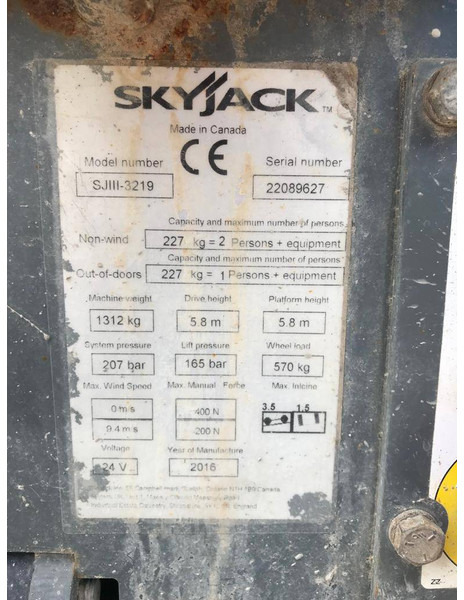 SKYJACK TM
Made in Canada
CE
Model number Serial number
SJIII-3219 22089627
Capacity and maximum number of persons
Non-wind 227 kg = 2 Persons + equipment
Capacity and maximum number of persons
Out-of-doors 227 kg = 1 Persons + equipment
Machine weight Drive height Platform height
1312 kg 5.8 m 5.8 m
System pressure Lift pressure Wheel load
207 bar 165 bar 570 kg
Max. Wind Speed Max. Manual Force Max. Incline
0 m/s 400 N 3.5 1.5
9.4 m/s 200 N
Voltage Year of Manufacture
24 V 2016
Canada
England
zz